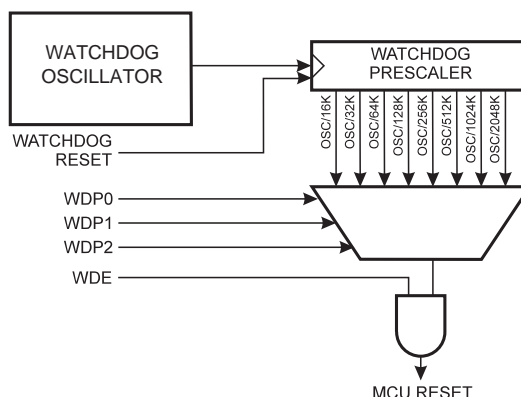 WATCHDOG
OSCILLATOR
WATCHDOG
PRESCALER
WATCHDOG
RESET
OSC/16K
OSC/32K
OSC/64K
OSC/128K
OSC/256K
OSC/512K
OSC/1024K
OSC/2048K
WDP0
WDP1
WDP2
WDE
MCU RESET